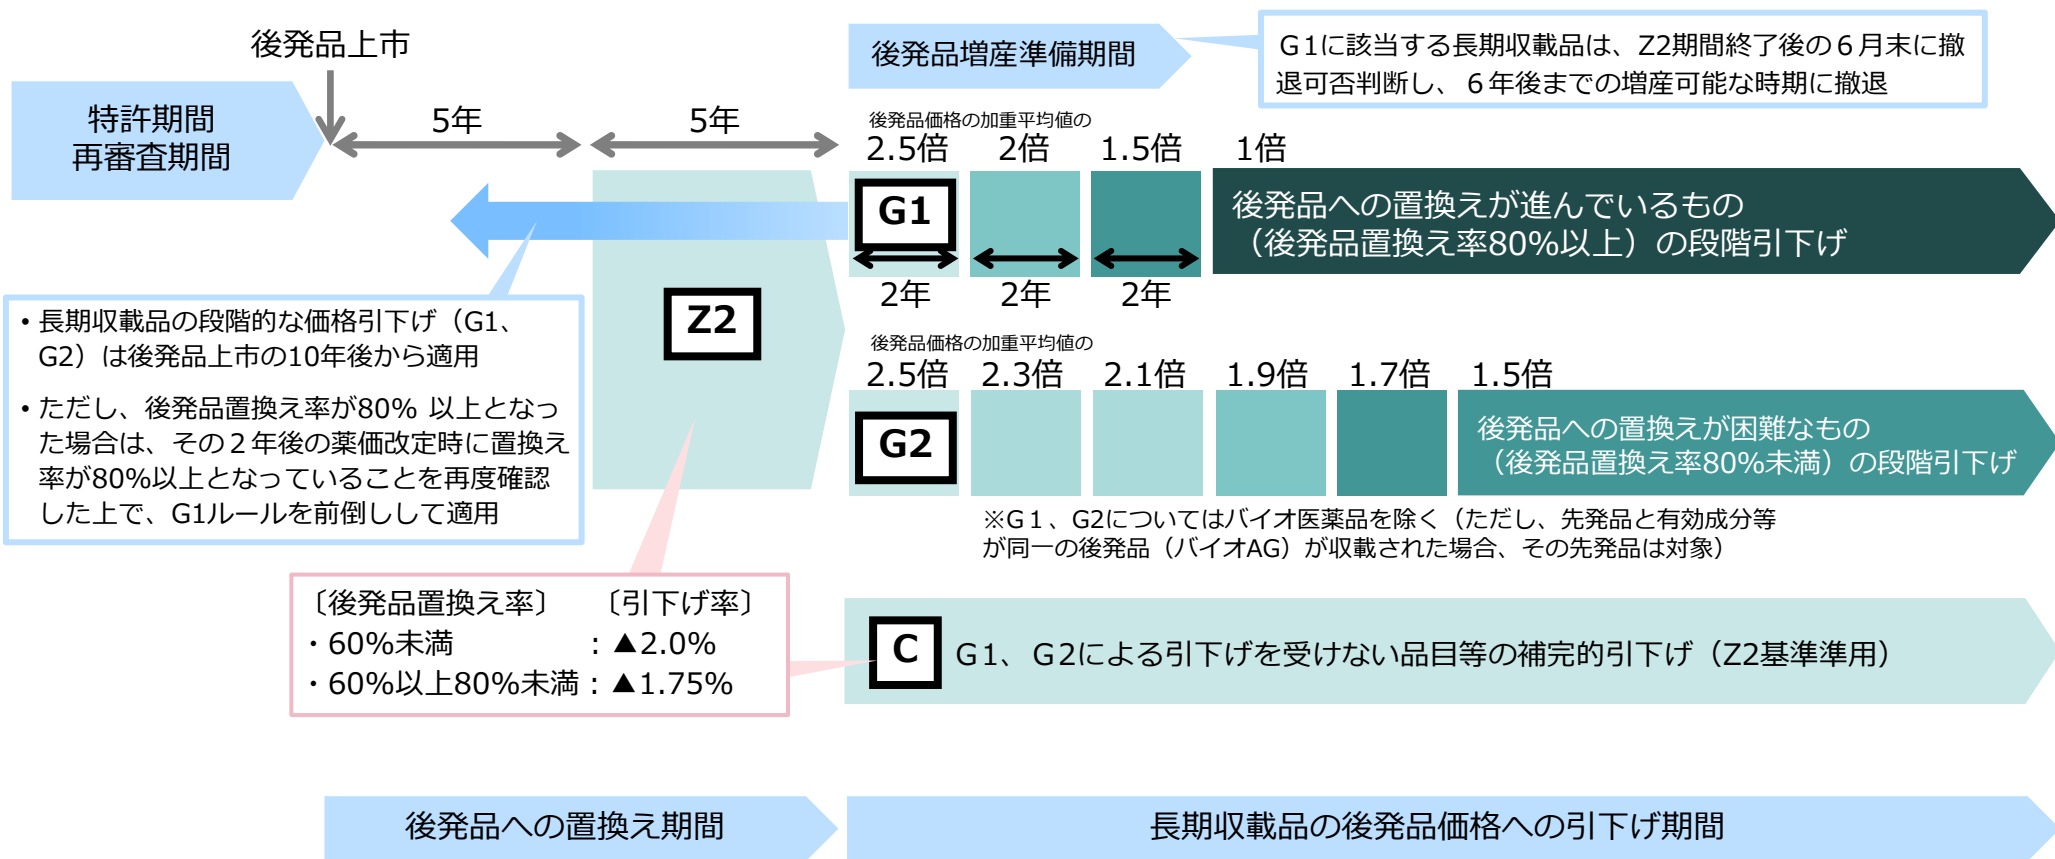 後発品上市
特許期間
再審査期間
5年
5年
後発品増産準備期間
G1に該当する長期収載品は、Z2期間終了後の6月末に撤
退可否判断し、6年後までの増産可能な時期に撤退
後発品価格の加重平均値の
2.5倍 2倍 1.5倍 1倍
G1
2年 2年 2年
後発品への置換えが進んでいるもの
（後発品置換え率80%以上）の段階引下げ
Z2
・長期収載品の段階的な価格引下げ（G1、
G2）は後発品上市の10年後から適用
・ただし、後発品置換え率が80% 以上となっ
た場合は、その２年後の薬価改定時に置換え
率が80%以上となっていることを再度確認
した上で、G1ルールを前倒しして適用
後発品価格の加重平均値の
2.5倍 2.3倍 2.1倍 1.9倍 1.7倍 1.5倍
G2
後発品への置換えが困難なもの
（後発品置換え率80%未満）の段階引下げ
※G１、G2についてはバイオ医薬品を除く（ただし、先発品と有効成分等
が同一の後発品（バイオAG）が収載された場合、その先発品は対象）
〔後発品置換え率〕 〔引下げ率〕
・60%未満 ：▲2.0%
・60%以上80%未満：▲1.75%
C
G1、G2による引下げを受けない品目等の補完的引下げ（Z2基準準用）
後発品への置換え期間
長期収載品の後発品価格への引下げ期間